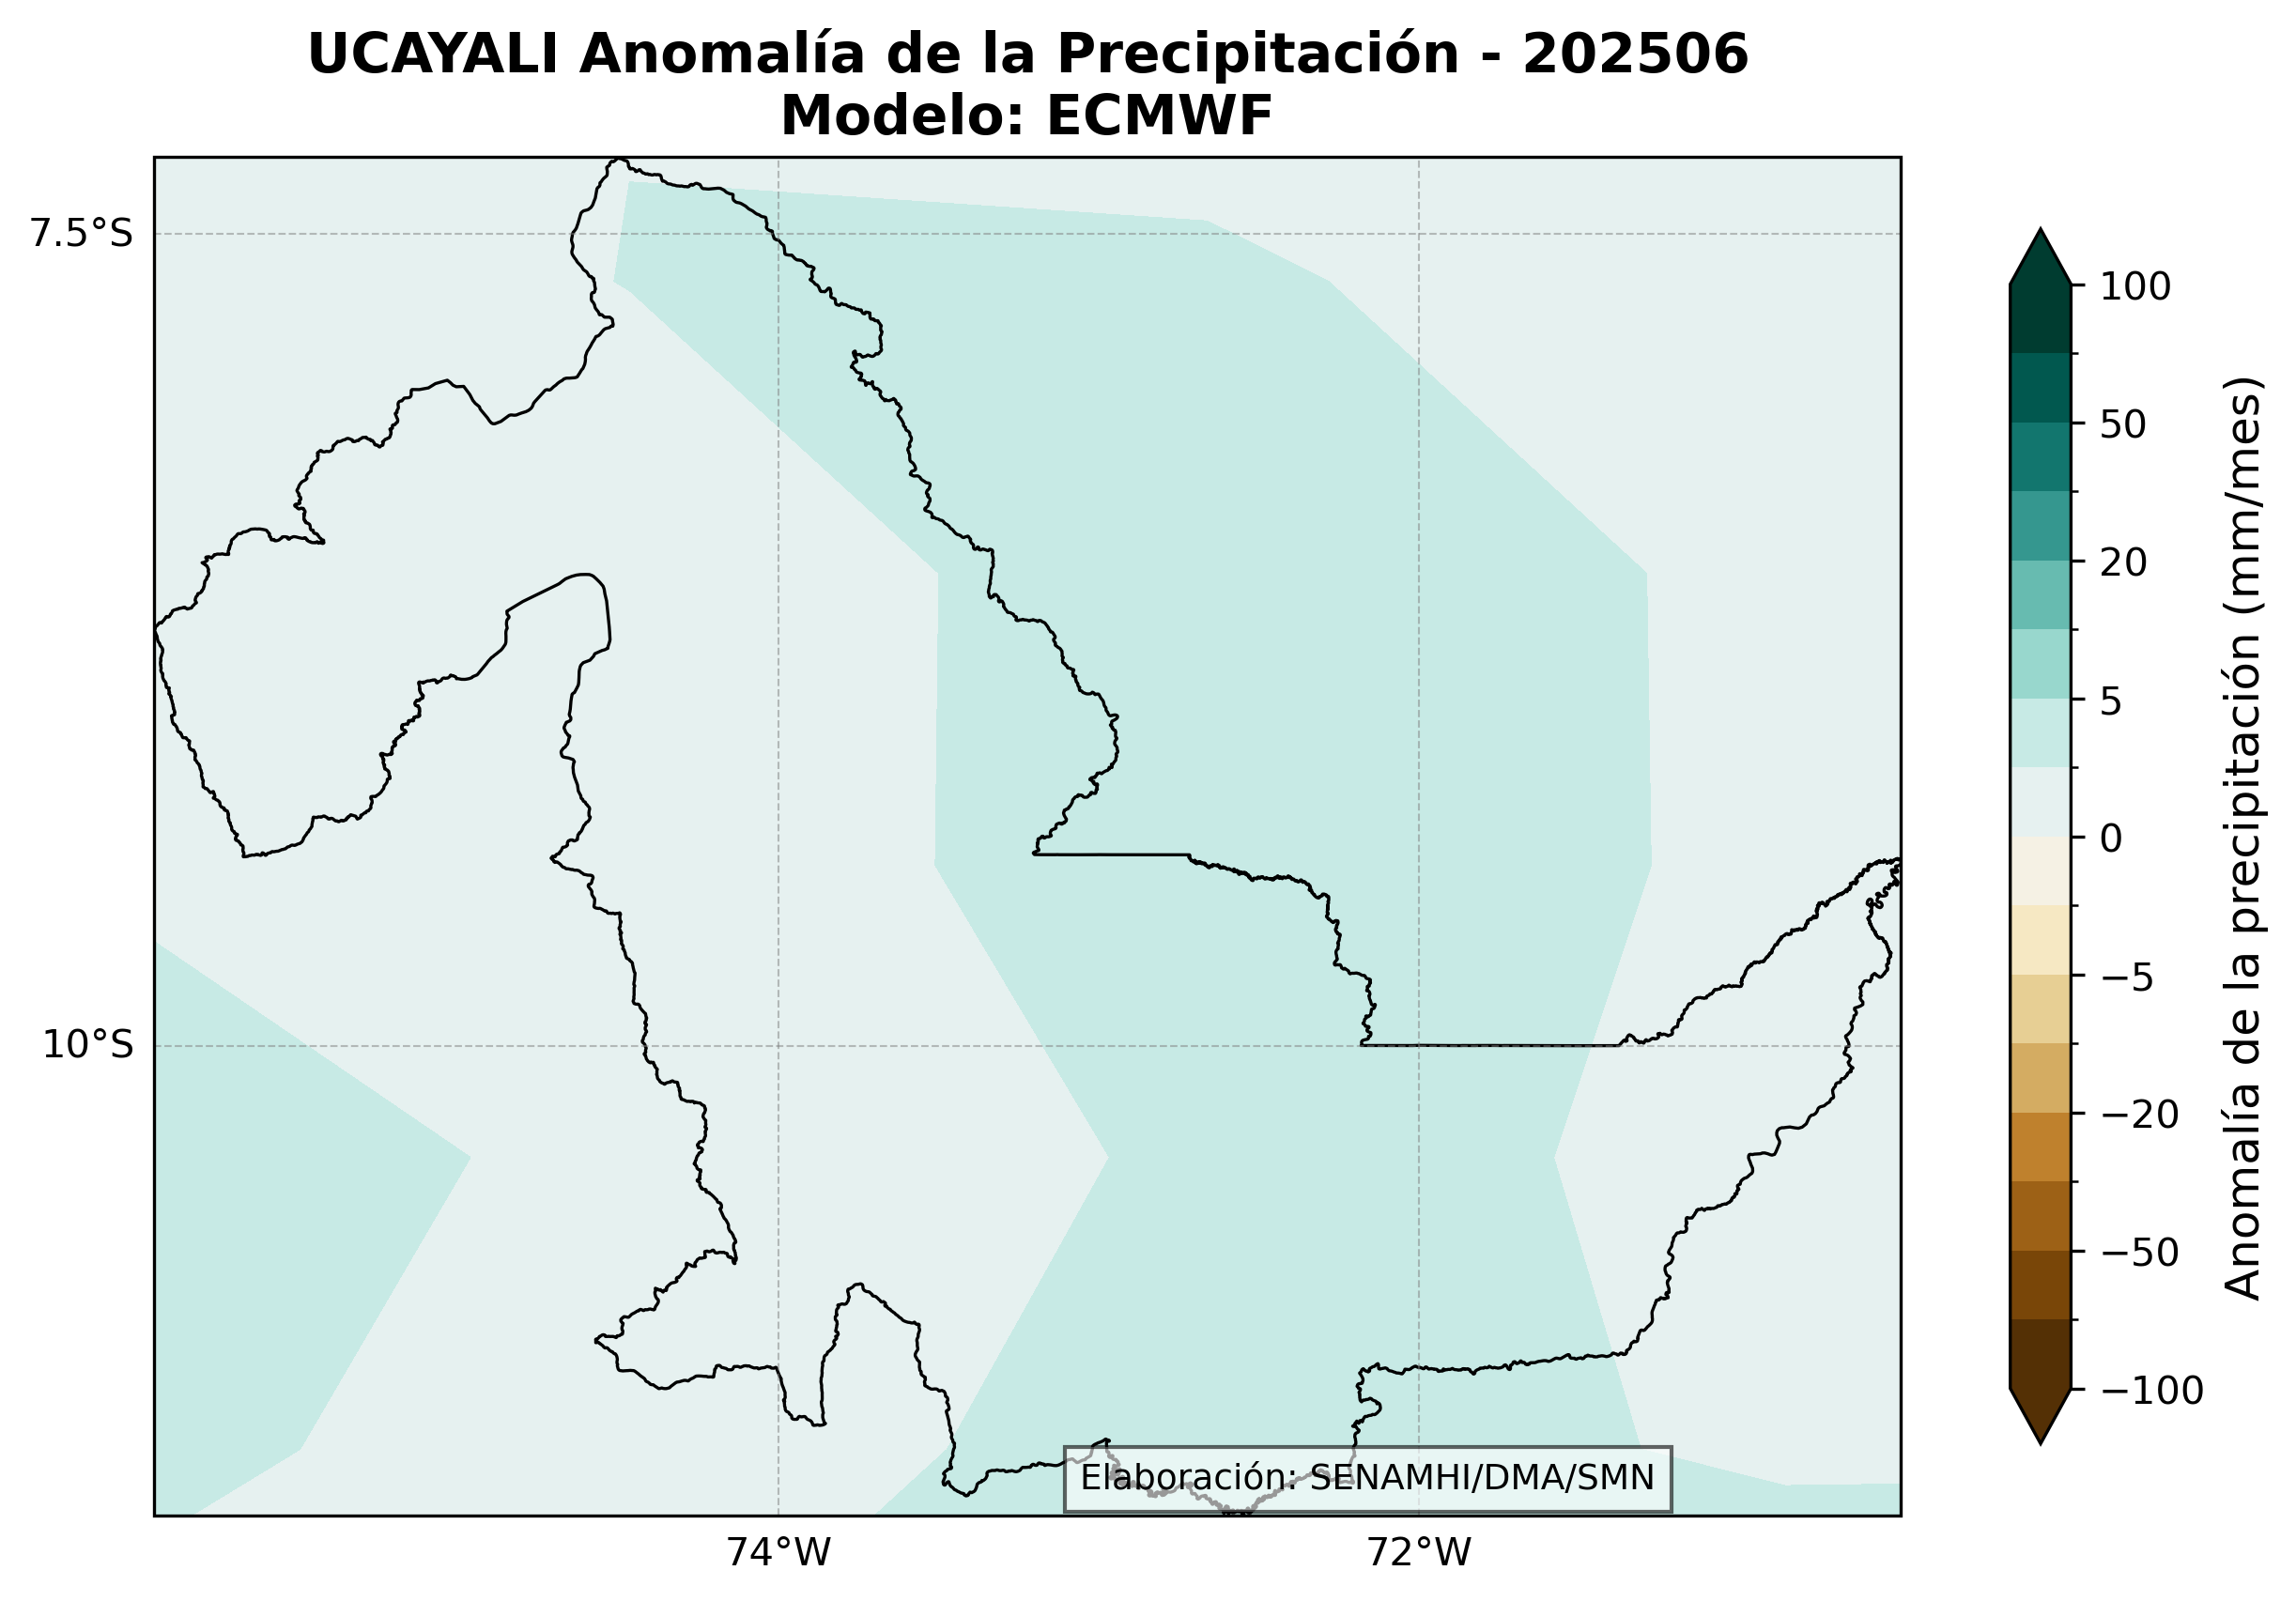 UCAYALI Anomalía de la Precipitación - 202506
Modelo: ECMWF
7.5°S
10°S
74°W
72°W
Elaboración: SENAMHI/DMA/SMN
100
50
20
5
0
−5
−20
−50
−100
Anomalía de la precipitación (mm/mes)